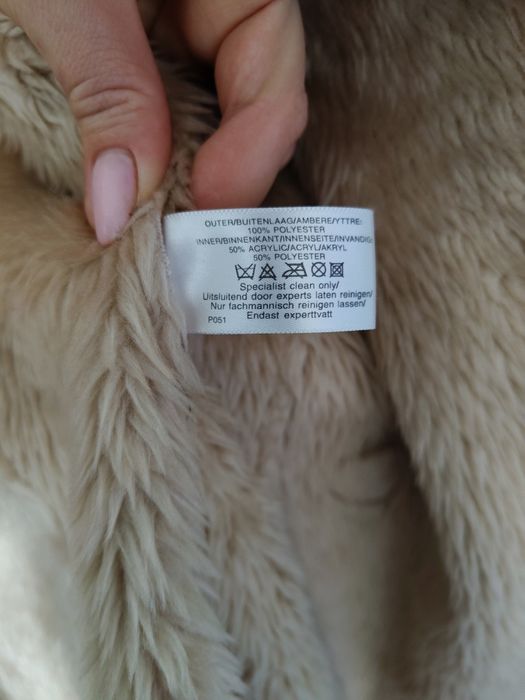 OUTER/BUITENLAAG/AMBERE/YTTRE:
100% POLYESTER
INNER/BINNENKANT/INNENSEITE/INVANDIG:
50% ACRYLIC/ACRYL/AKRYL
50% POLYESTER
Specialist clean only/
Uitsluitend door experts laten reinigen/
Nur fachmannisch reinigen lassen/
Endast experttvatt
P051